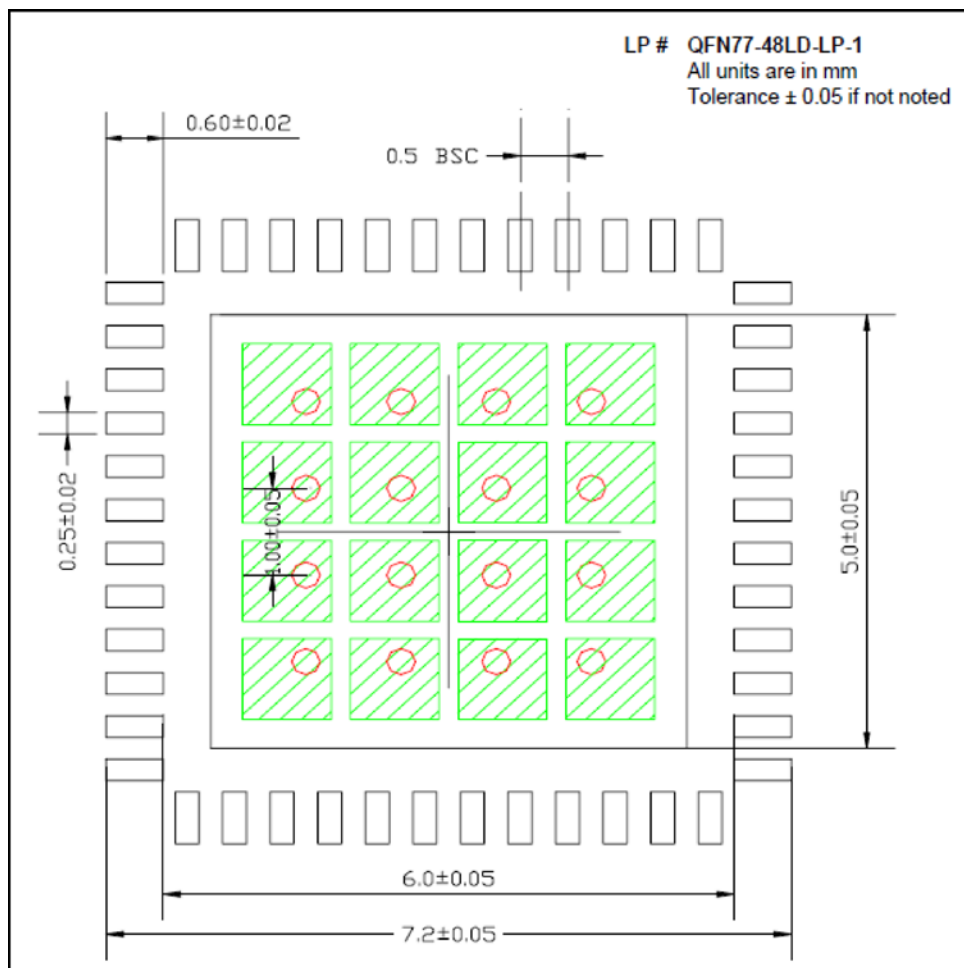 LP # QFN77-48LD-LP-1
All units are in mm
Tolerance ± 0.05 if not noted
0.60±0.02
0.5 BSC
0.25±0.02
1.00±0.05
5.0±0.05
6.0±0.05
7.2±0.05